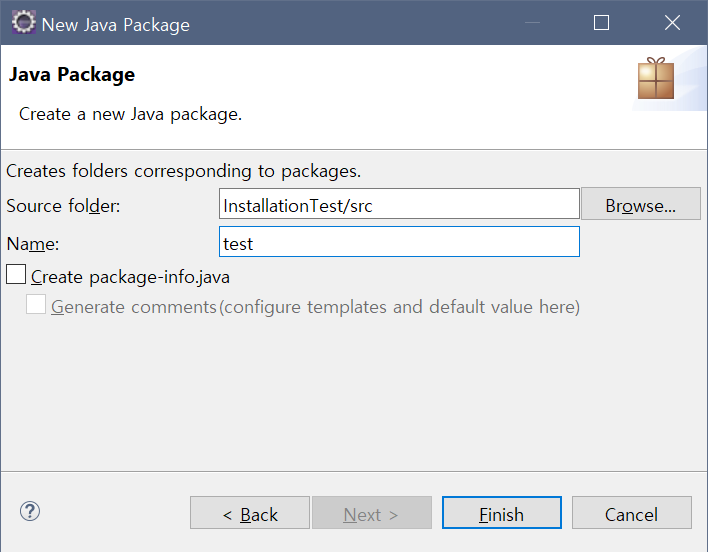 New Java Package
Java Package
Create a new Java package.
Creates folders corresponding to packages.
Source folder: InstallationTest/src Browse...
Name: test
Create package-info.java
Generate comments (configure templates and default value here)
?
< Back Next > Finish Cancel